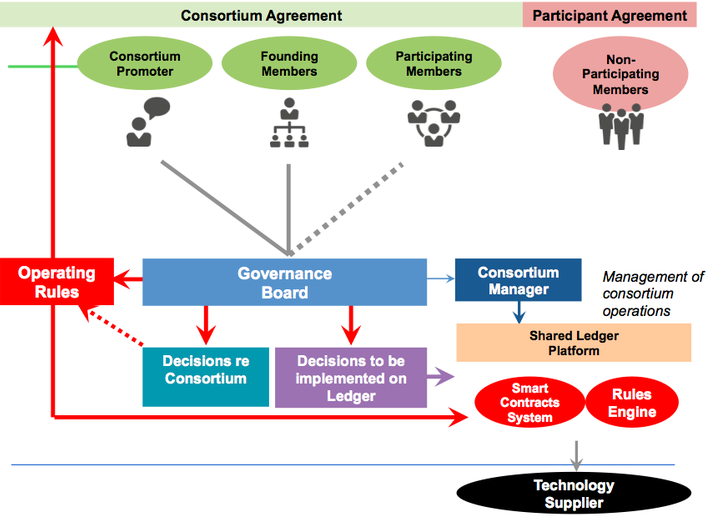 Consortium Agreement
Participant Agreement
Consortium
Promoter
Founding
Members
Participating
Members
Non-
Participating
Members
Operating
Rules
Governance
Board
Consortium
Manager
Management of
consortium
operations
Shared Ledger
Platform
Decisions re
Consortium
Decisions to be
implemented on
Ledger
Smart
Contracts
System
Rules
Engine
Technology
Supplier